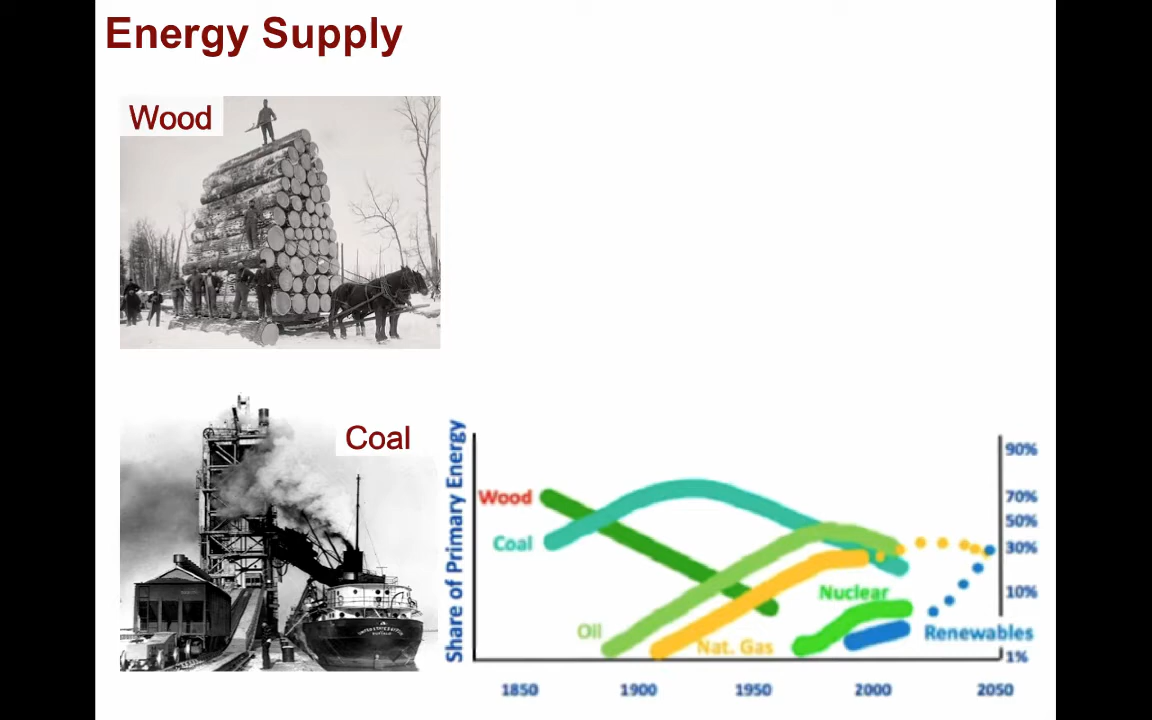 Energy Supply
Wood
Coal
Share of Primary Energy
Wood
Coal
Oil
Nat. Gas
Nuclear
Renewables
90%
70%
50%
30%
10%
1%
1850 1900 1950 2000 2050